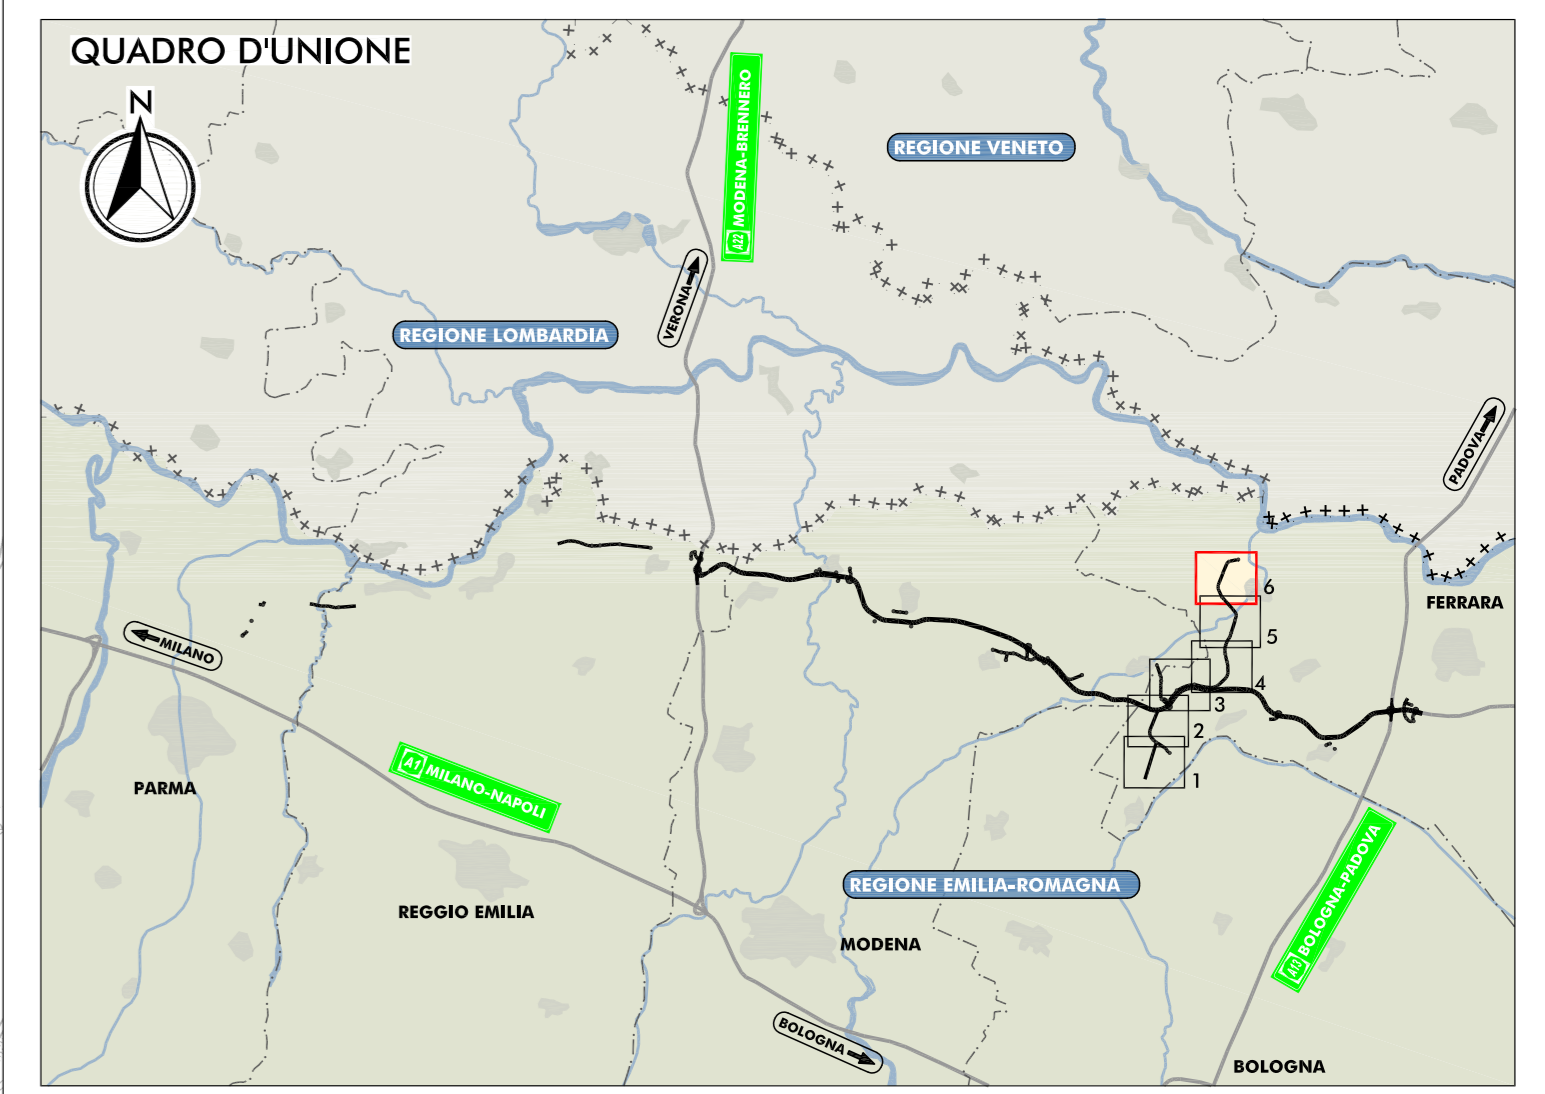 QUADRO D'UNIONE
N
A22 MODENA-BRENNERO
REGIONE VENETO
VERONA
REGIONE LOMBARDIA
PADOVA
6
FERRARA
5
MILANO
4
3
2
1
PARMA
A1 MILANO-NAPOLI
A13 BOLOGNA-PADOVA
REGIONE EMILIA-ROMAGNA
REGGIO EMILIA
MODENA
BOLOGNA
BOLOGNA